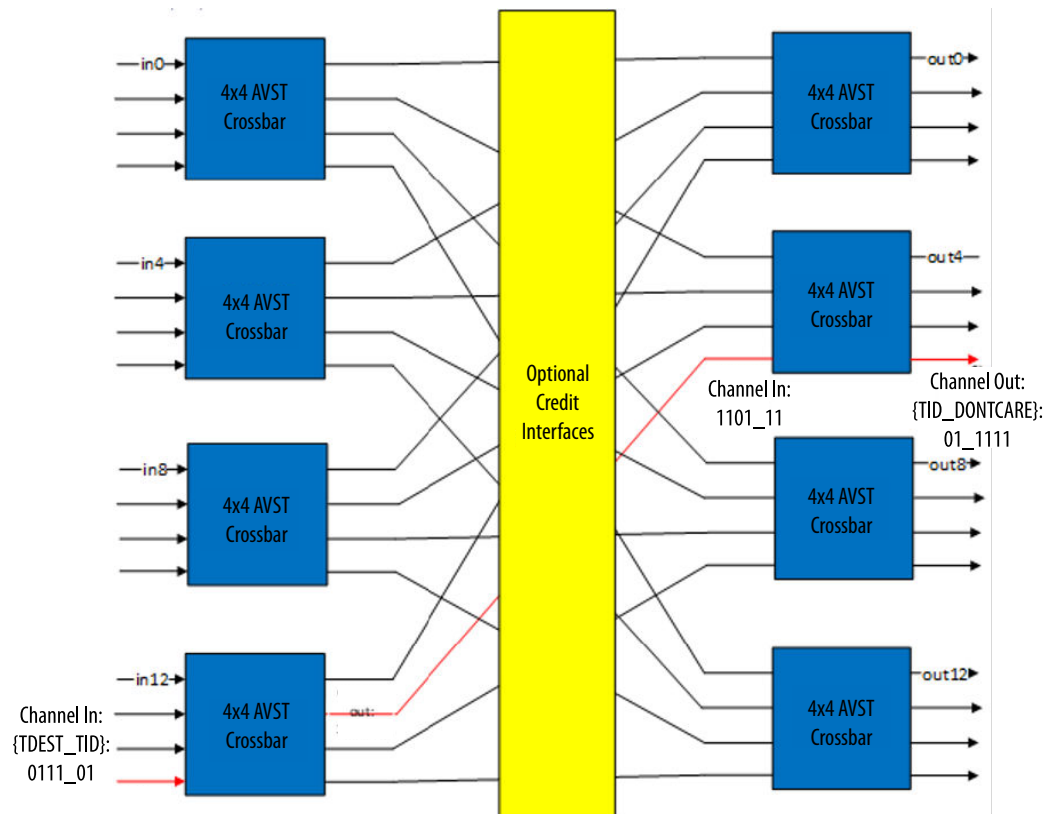 in0
4x4 AVST
Crossbar
out0
4x4 AVST
Crossbar
in4
4x4 AVST
Crossbar
out4
4x4 AVST
Crossbar
Optional
Credit
Interfaces
Channel In:
1101_11
Channel Out:
{TID_DONTCARE}:
01_1111
in8
4x4 AVST
Crossbar
out8
4x4 AVST
Crossbar
in12
4x4 AVST
Crossbar
out:
out12
4x4 AVST
Crossbar
Channel In:
{TDEST_TID}:
0111_01